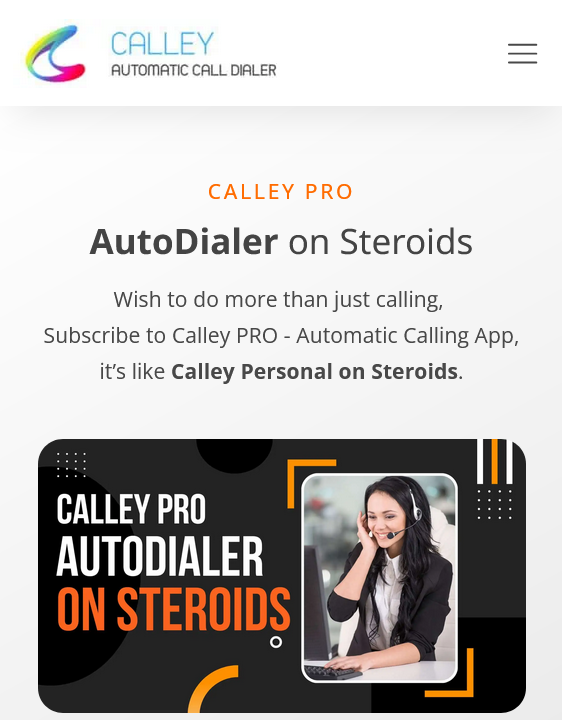 CALLEY
AUTOMATIC CALL DIALER
CALLEY PRO
AutoDialer on Steroids
Wish to do more than just calling,
Subscribe to Calley PRO - Automatic Calling App,
it’s like Calley Personal on Steroids.
CALLEY PRO
AUTODIALER
ON STEROIDS